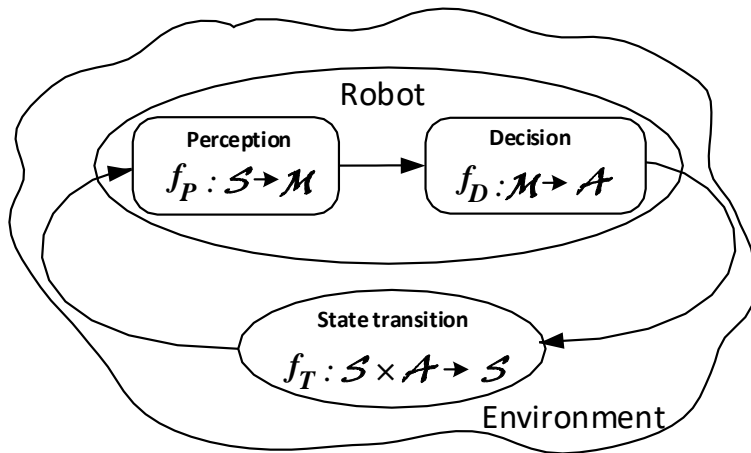 Robot
Perception
f_P : 𝒮 → ℳ
Decision
f_D : ℳ → 𝒜
State transition
f_T : 𝒮 × 𝒜 → 𝒮
Environment